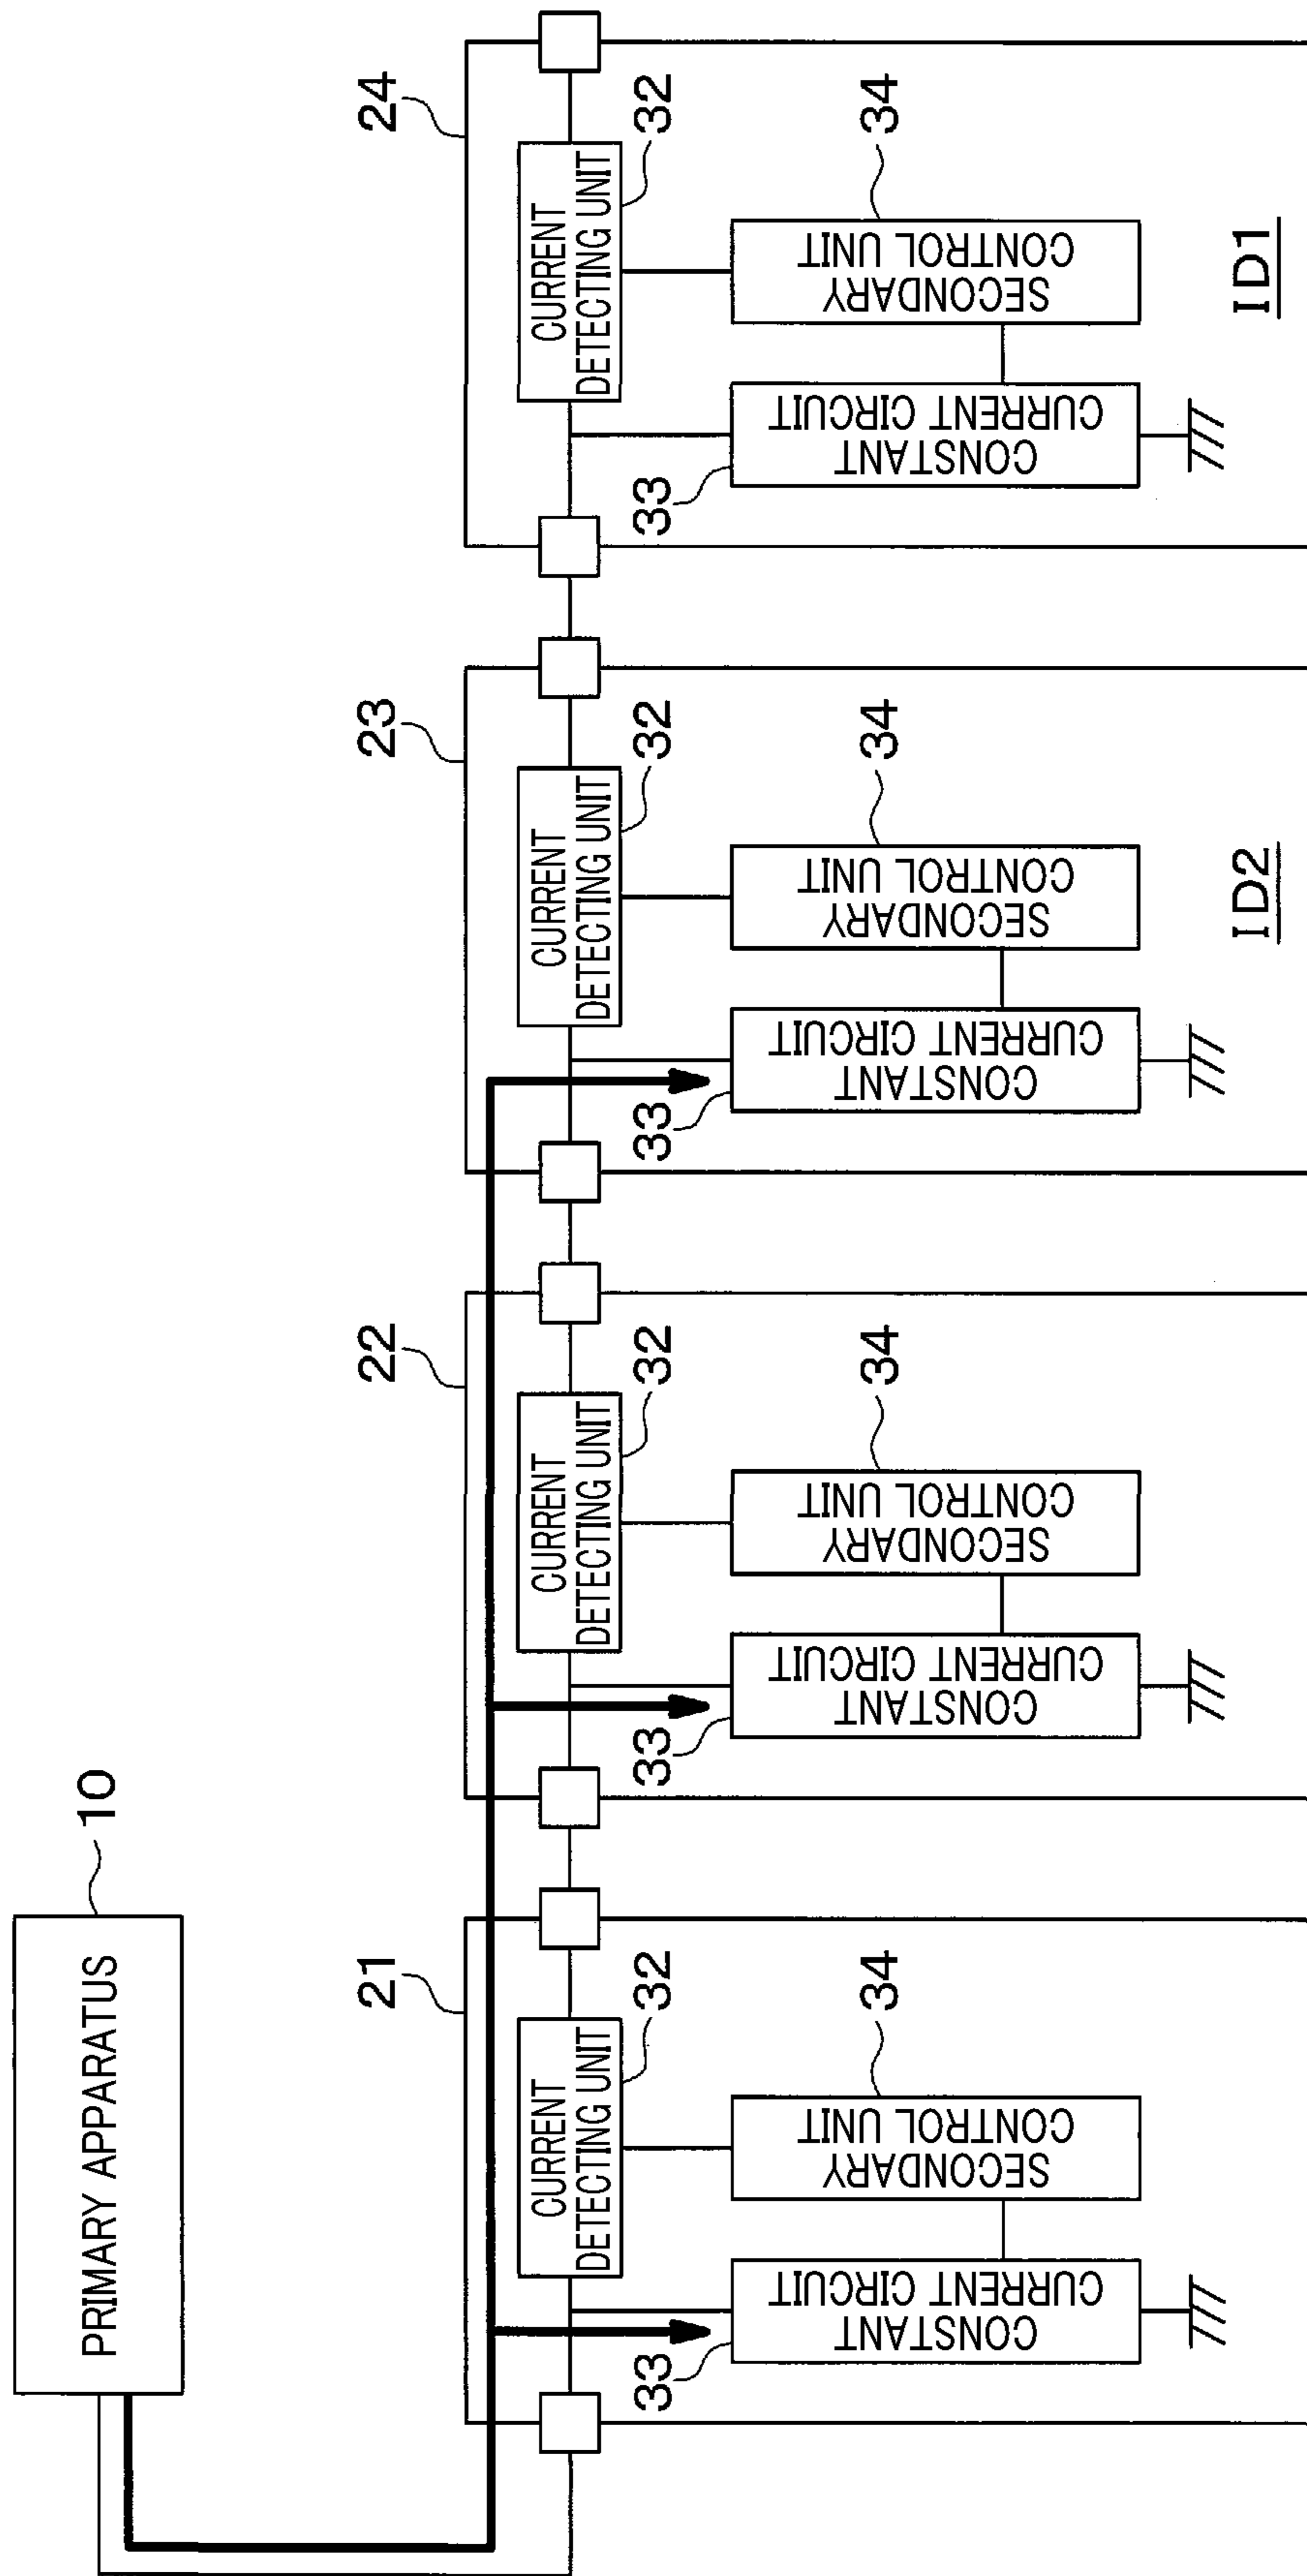 PRIMARY APPARATUS
10
21
CURRENT
DETECTING UNIT
32
33
CONSTANT
CURRENT CIRCUIT
SECONDARY
CONTROL UNIT
34
22
CURRENT
DETECTING UNIT
32
33
CONSTANT
CURRENT CIRCUIT
SECONDARY
CONTROL UNIT
34
23
CURRENT
DETECTING UNIT
32
33
CONSTANT
CURRENT CIRCUIT
SECONDARY
CONTROL UNIT
34
ID2
24
CURRENT
DETECTING UNIT
32
33
CONSTANT
CURRENT CIRCUIT
SECONDARY
CONTROL UNIT
34
ID1